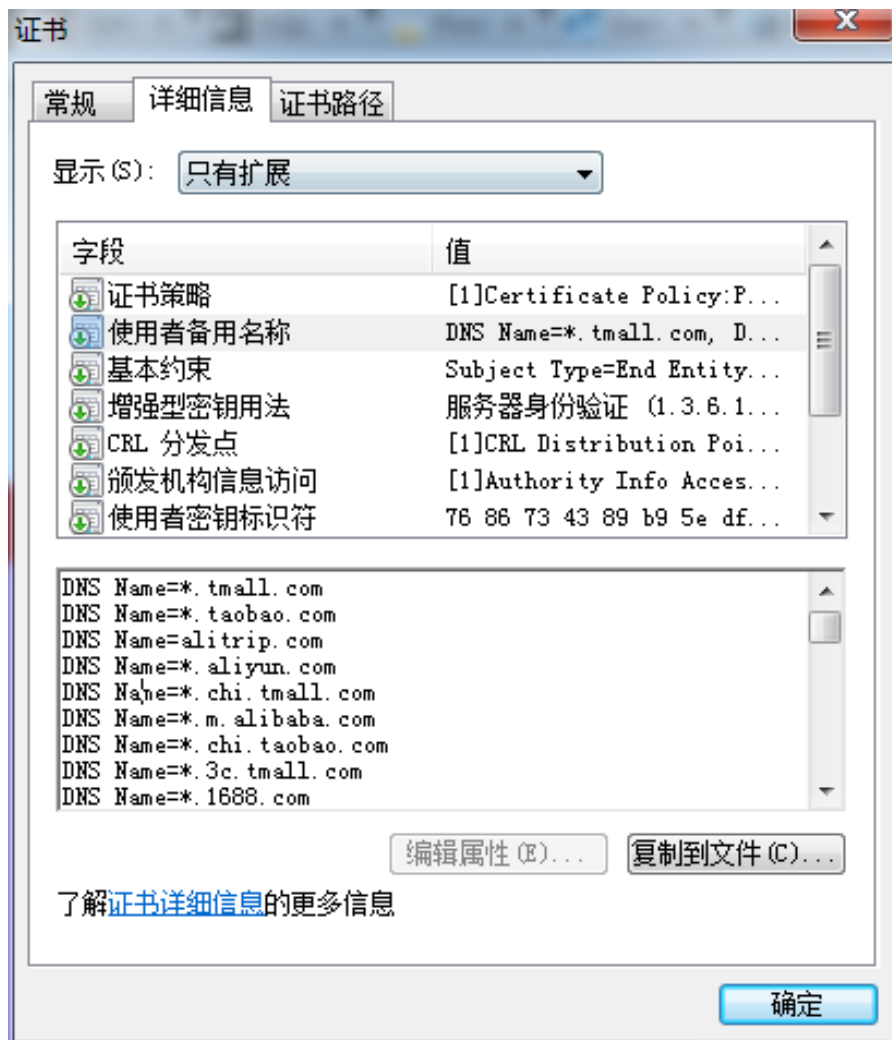 证书
常规 详细信息 证书路径
显示(S): 只有扩展
字段 值
证书策略 [1]Certificate Policy:P...
使用者备用名称 DNS Name=*.tmall.com, D...
基本约束 Subject Type=End Entity...
增强型密钥用法 服务器身份验证 (1.3.6.1...
CRL 分发点 [1]CRL Distribution Poi...
颁发机构信息访问 [1]Authority Info Acces...
使用者密钥标识符 76 86 73 43 89 b9 5e df...
DNS Name=*.tmall.com
DNS Name=*.taobao.com
DNS Name=alitrip.com
DNS Name=*.aliyun.com
DNS Name=*.chi.tmall.com
DNS Name=*.m.alibaba.com
DNS Name=*.chi.taobao.com
DNS Name=*.3c.tmall.com
DNS Name=*.1688.com
编辑属性(E)... 复制到文件(C)...
了解证书详细信息的更多信息
确定